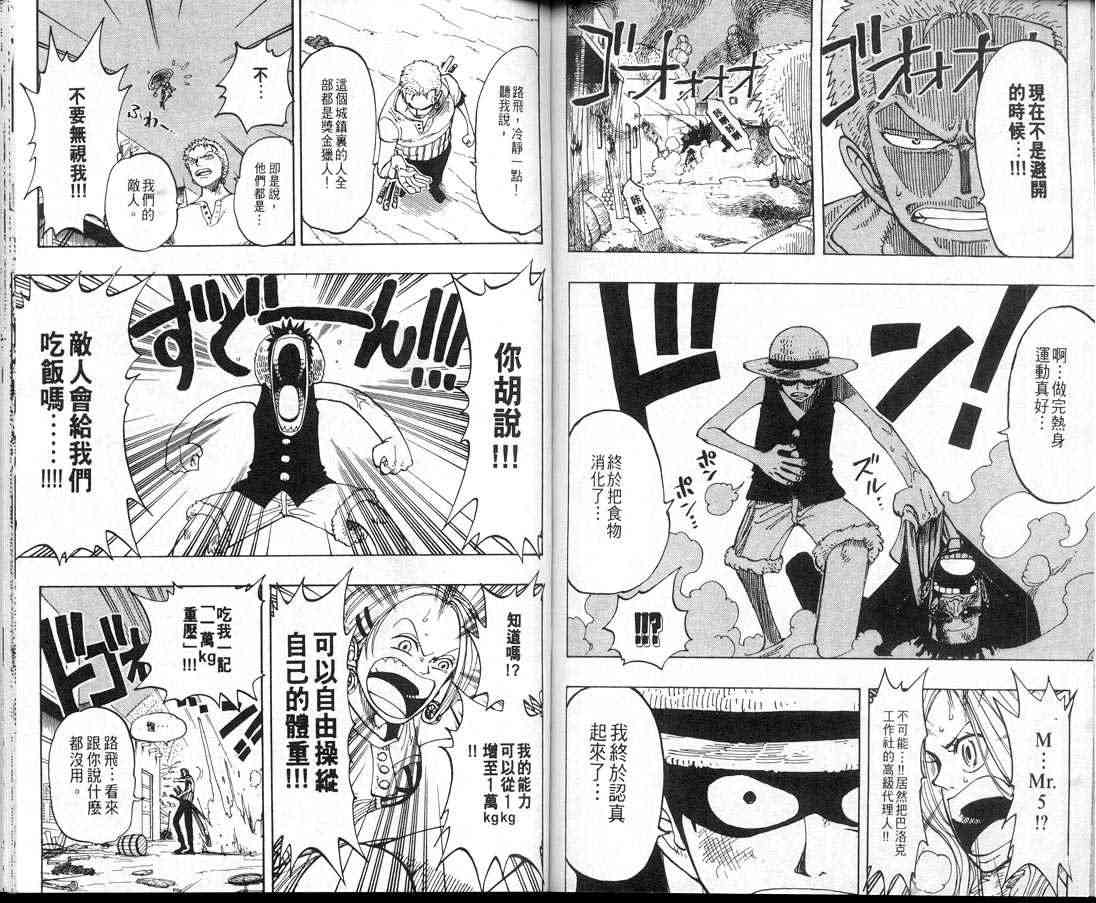 現在不是避開
的時候…!!!
ゴオオオ
ゴオォォォ
啊…做完熱身
運動真好…
ドン!
終於把食物
消化了…
ポン
ポン…
ズル…
!!!?
M…Mr.5!?
不可能…!!居然把巴洛克
工作社的高級代理人!!
我終於認真
起來了…
路飛，冷靜一點！
聽我說，
這個城鎮裏的人全
部都是獎金獵人！
不…
ふわ～
即是說，
他們都是…
我們的
敵人。
不要無視我!!!
你胡說!!!
すどーん!!!
敵人會給我們
吃飯嗎……!!!!
知道嗎!?
我的能力
可以從1kg
增至1萬kg
!!
可以自由操縱
自己的體重!!!
吃我一記
「一萬kg
重壓」!!!
ドゴゴオ
路飛…看來
跟你說什麼
都沒用。